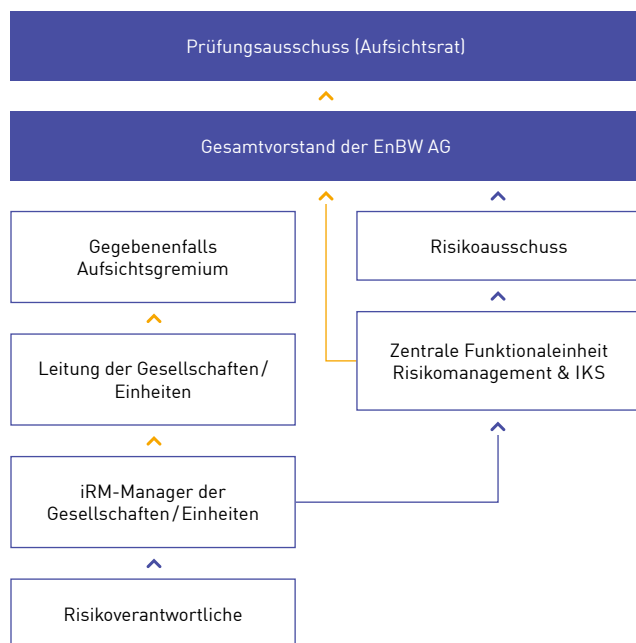 Prüfungsausschuss (Aufsichtsrat)
Gesamtvorstand der EnBW AG
Gegebenenfalls
Aufsichtsgremium
Risikoausschuss
Leitung der Gesellschaften/
Einheiten
Zentrale Funktionaleinheit
Risikomanagement & IKS
iRM-Manager der
Gesellschaften/Einheiten
Risikoverantwortliche